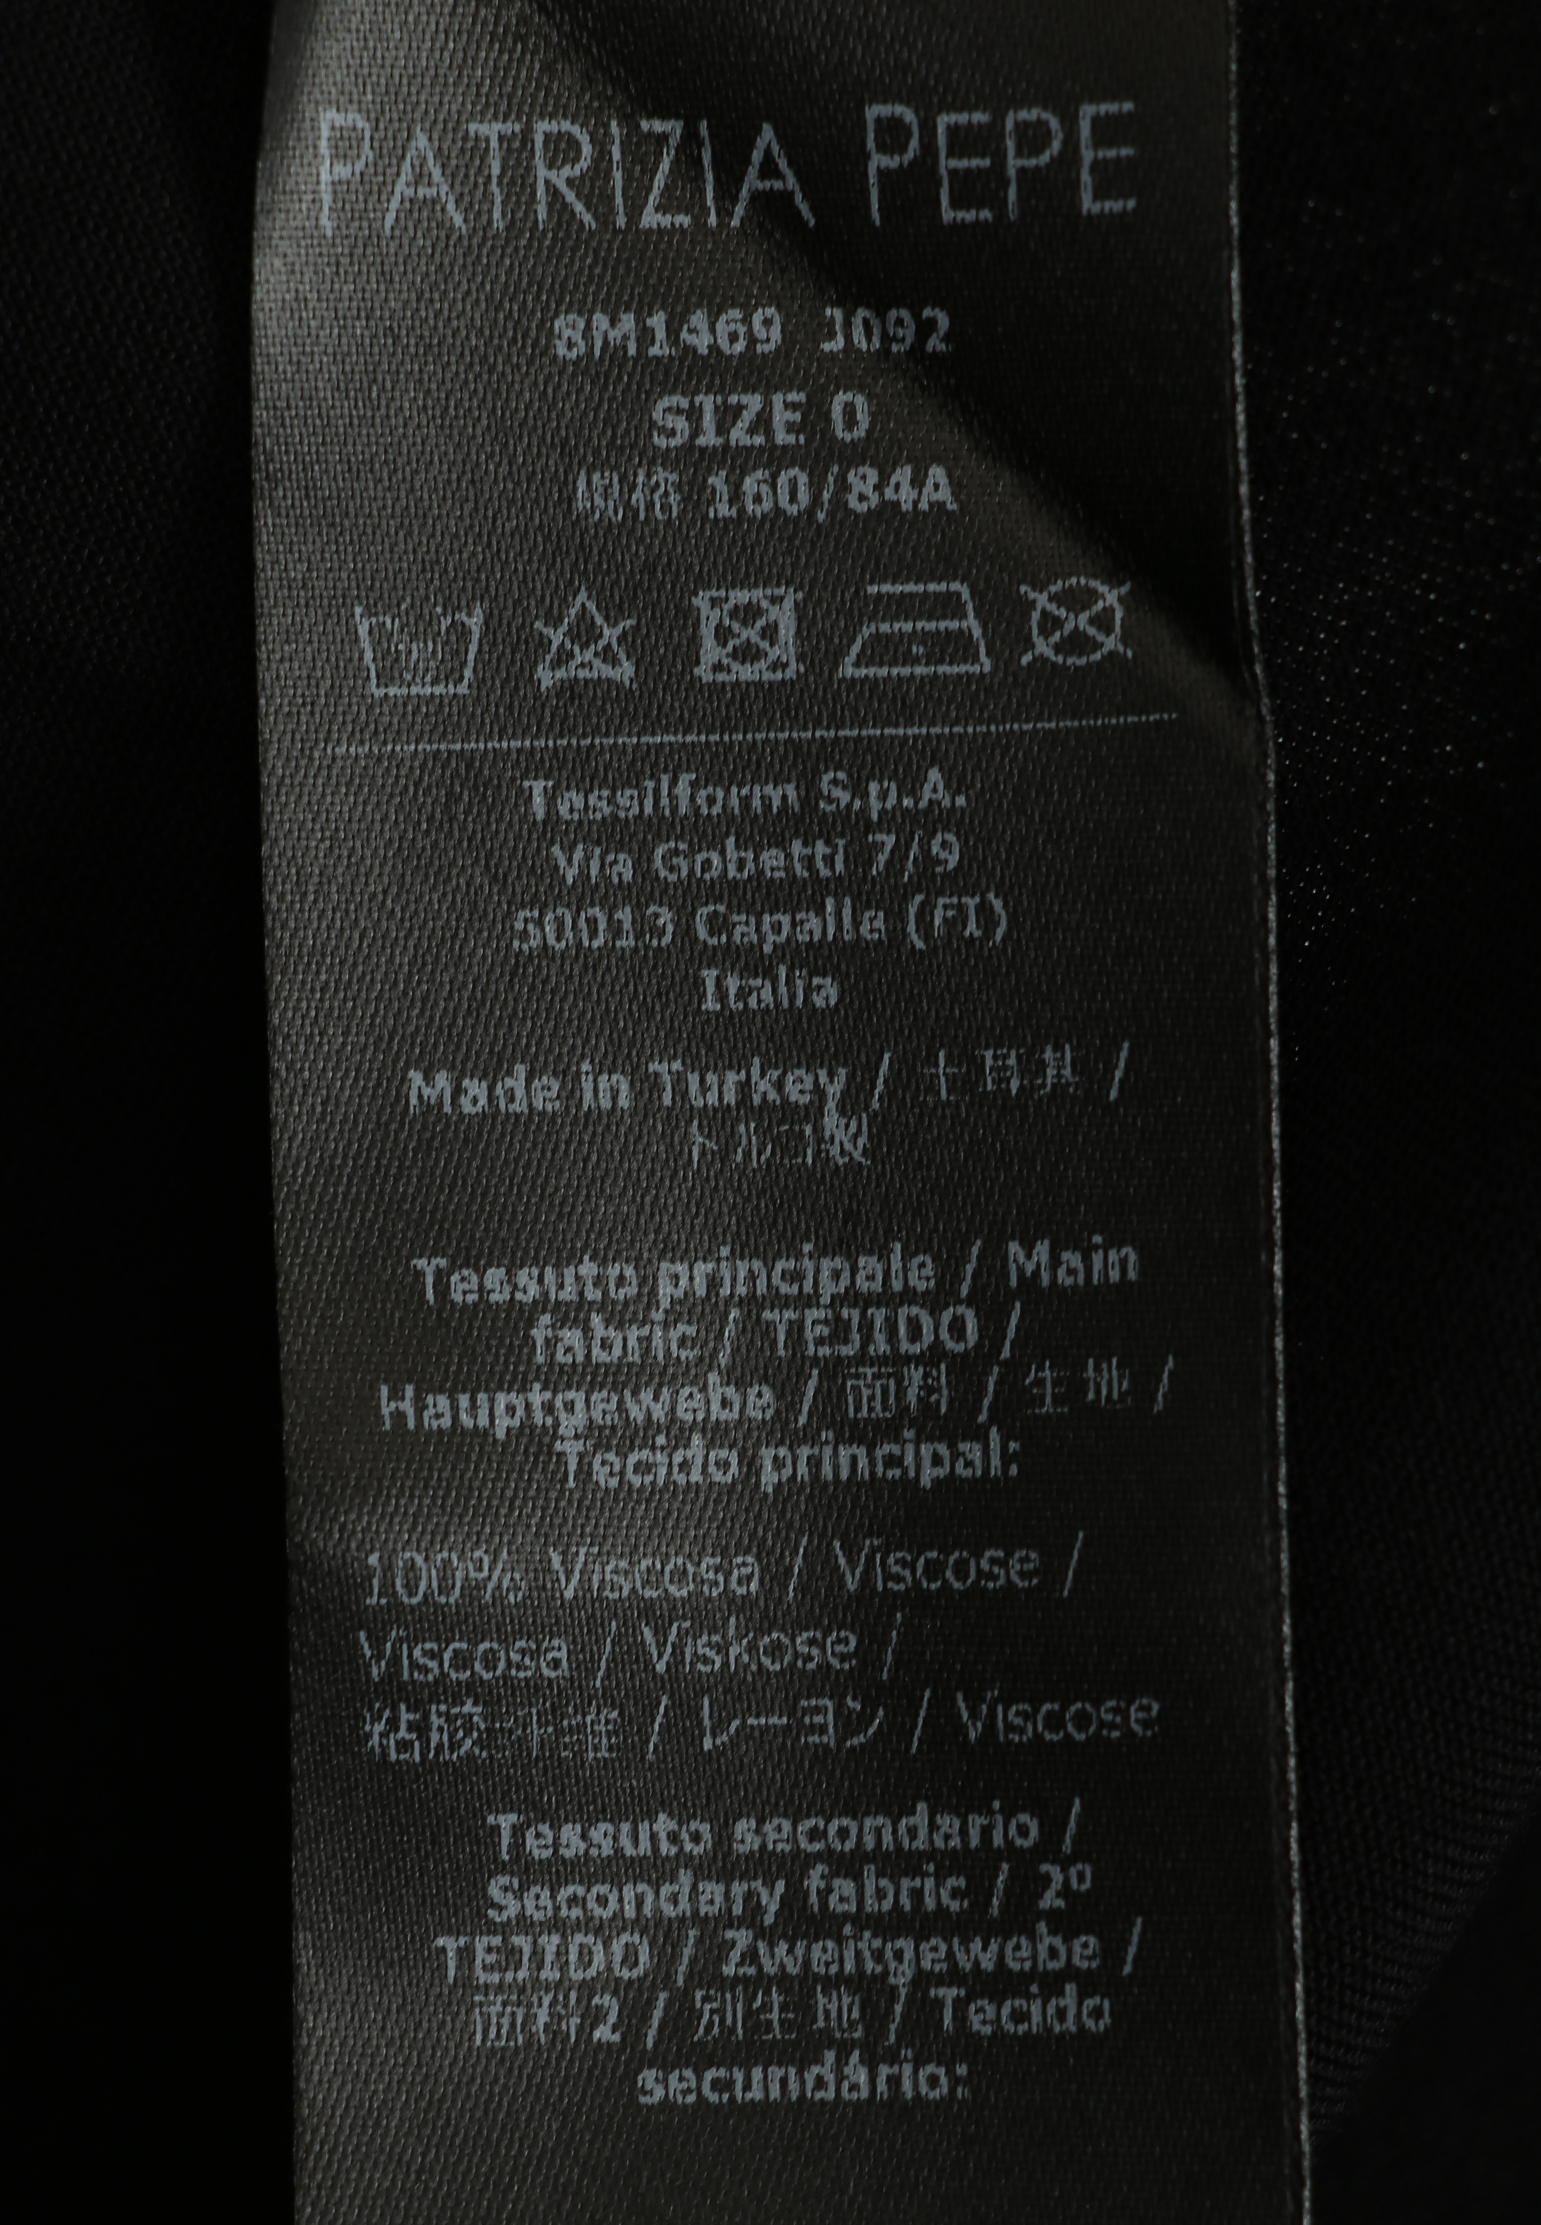 PATRIZIA PEPE
8M1469 J092
SIZE 0
规格 160/84A
Tessilform S.p.A.
Via Gobetti 7/9
50013 Capalle (FI)
Italia
Made in Turkey / 土耳其 /
トルコ製
Tessuto principale / Main
fabric / TEJIDO /
Hauptgewebe / 面料 / 生地 /
Tecido principal:
100% Viscosa / Viscose /
Viscosa / Viskose /
粘胶纤维 / レーヨン / Viscose
Tessuto secondario /
Secondary fabric / 2º
TEJIDO / Zweitgewebe /
面料2 / 別生地 / Tecido
secundário: